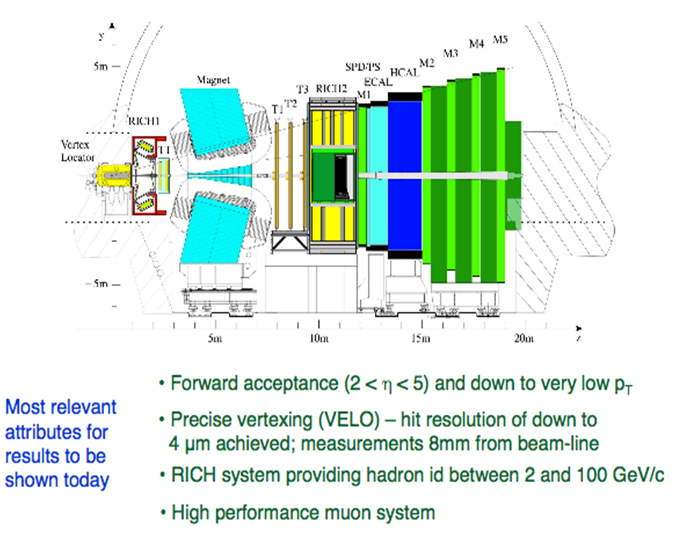 y
5m
Magnet
SPD/PS
HCAL
ECAL
M2
M3
M4
M5
T3
RICH2
M1
T1
T2
RICH1
Vertex
Locator
−5m
5m
10m
15m
20m
z
Most relevant
attributes for
results to be
shown today
• Forward acceptance (2 < η < 5) and down to very low pT
• Precise vertexing (VELO) – hit resolution of down to
4 μm achieved; measurements 8mm from beam-line
• RICH system providing hadron id between 2 and 100 GeV/c
• High performance muon system